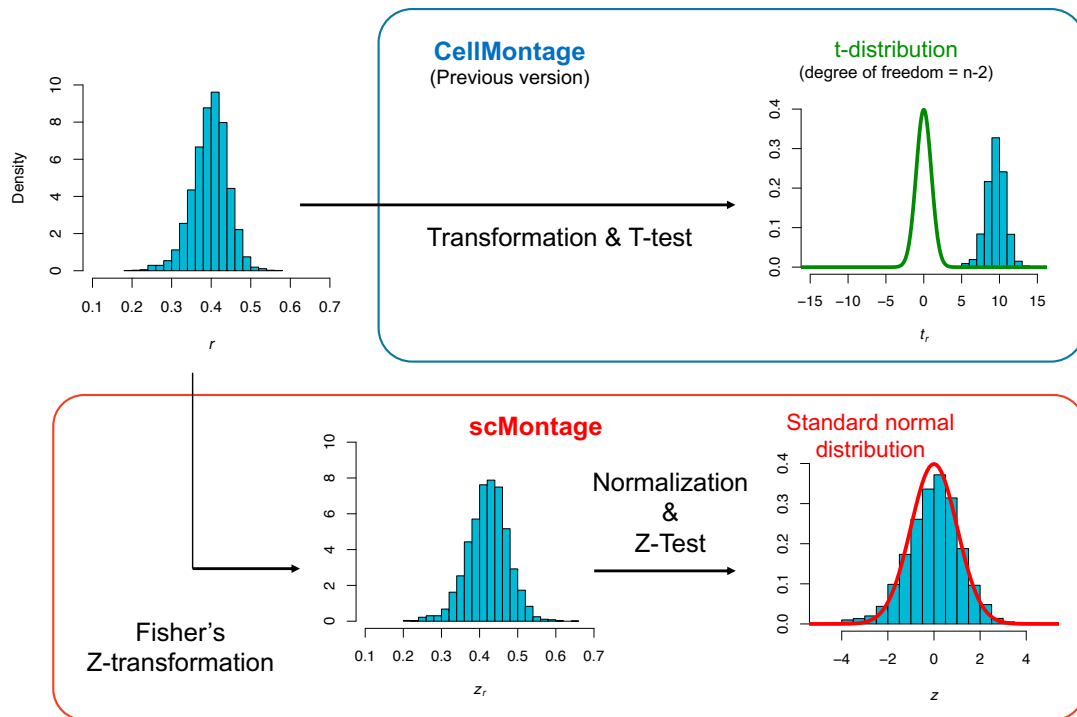 CellMontage
(Previous version)
t-distribution
(degree of freedom = n-2)
Density
10
8
6
4
2
0
0.1 0.2 0.3 0.4 0.5 0.6 0.7
r
Transformation & T-test
0.4
0.3
0.2
0.1
0.0
−15 −10 −5 0 5 10 15
t_r
scMontage
Fisher's
Z-transformation
10
8
6
4
2
0
0.1 0.2 0.3 0.4 0.5 0.6 0.7
z_r
Normalization
&
Z-Test
Standard normal
distribution
0.4
0.3
0.2
0.1
0.0
−4 −2 0 2 4
z